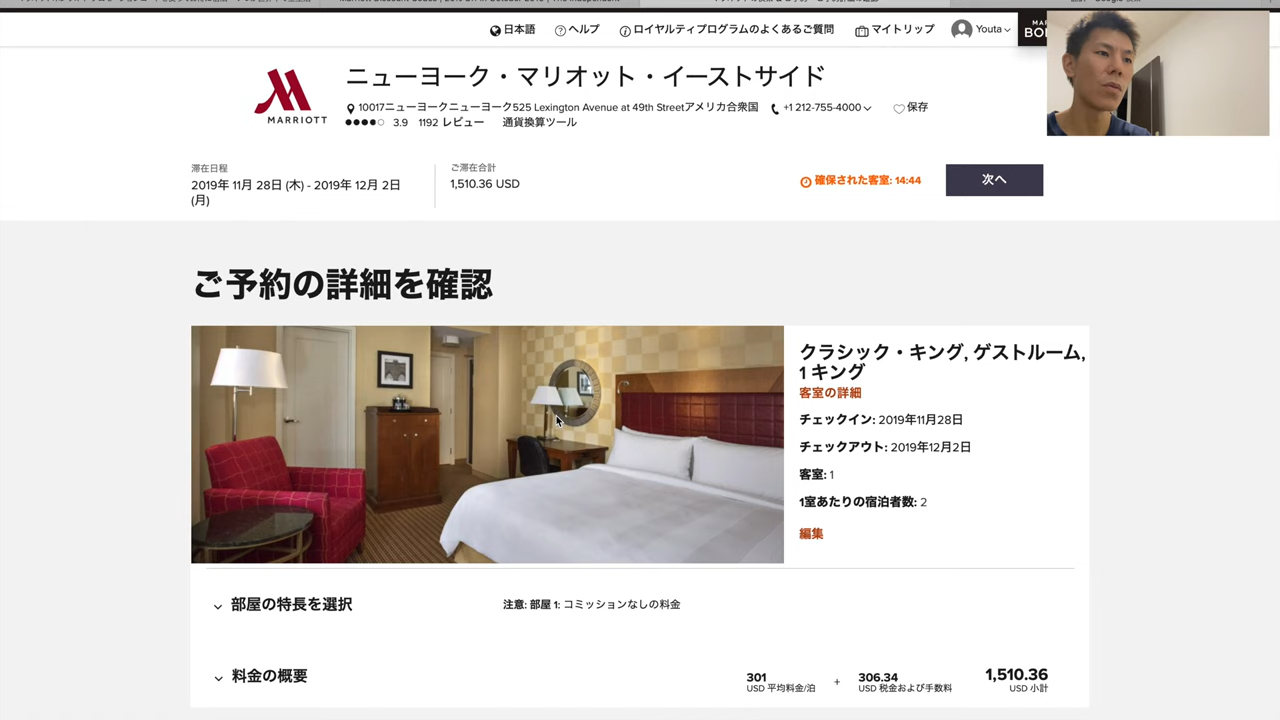 日本語
ヘルプ
ロイヤルティプログラムのよくあるご質問
マイトリップ
Youta
ニューヨーク・マリオット・イーストサイド
MARRIOTT
10017ニューヨークニューヨーク525 Lexington Avenue at 49th Streetアメリカ合衆国
+1 212-755-4000
保存
3.9 1192 レビュー 通貨換算ツール
滞在日程
2019年 11月 28日 (木) - 2019年 12月 2日
(月)
ご滞在合計
1,510.36 USD
確保された客室: 14:44
次へ
ご予約の詳細を確認
クラシック・キング, ゲストルーム,
1 キング
客室の詳細
チェックイン: 2019年11月28日
チェックアウト: 2019年12月2日
客室: 1
1室あたりの宿泊者数: 2
編集
部屋の特長を選択
注意: 部屋 1: コミッションなしの料金
料金の概要
301
USD 平均料金/泊
+
306.34
USD 税金および手数料
1,510.36
USD 小計